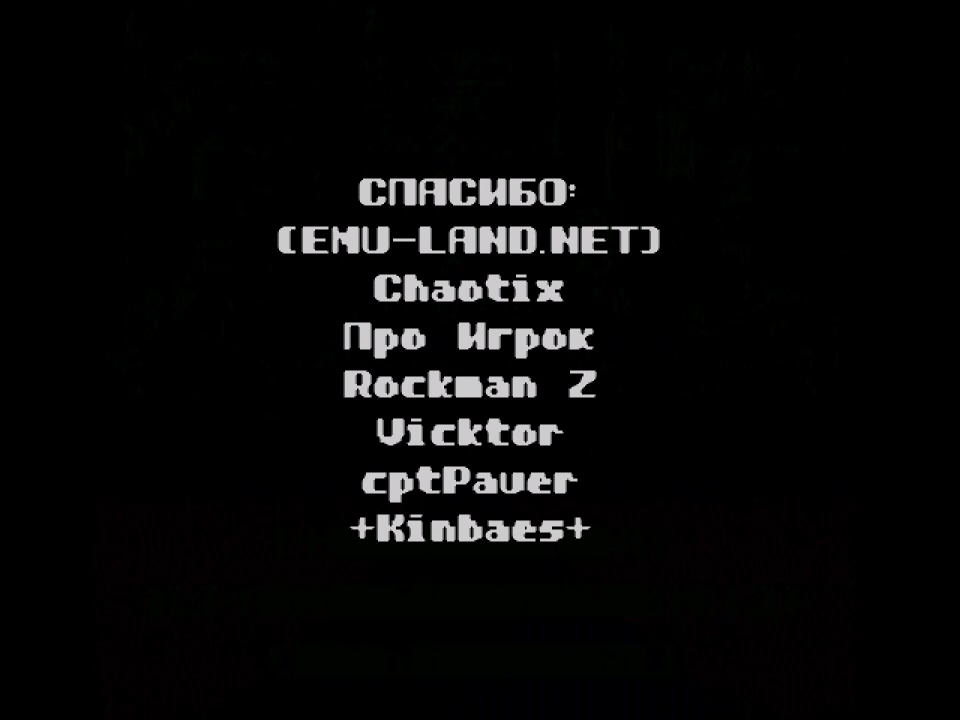 СПАСИБО:
(EMU-LAND.NET)
Chaotix
Про Игрок
Rockman Z
Vicktor
cptPaver
+Kinbaes+